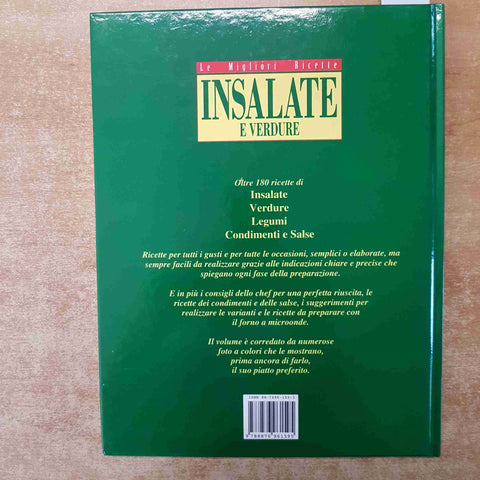 Le Migliori Ricette
INSALATE
E VERDURE
Oltre 180 ricette di
Insalate
Verdure
Legumi
Condimenti e Salse
Ricette per tutti i gusti e per tutte le occasioni, semplici o elaborate, ma
sempre facili da realizzare grazie alle indicazioni chiare e precise che
spiegano ogni fase della preparazione.
E in più i consigli dello chef per una perfetta riuscita, le
ricette dei condimenti e delle salse, i suggerimenti per
realizzare le varianti e le ricette da preparare con
il forno a microonde.
Il volume è corredato da numerose
foto a colori che le mostrano,
prima ancora di farlo,
il suo piatto preferito.